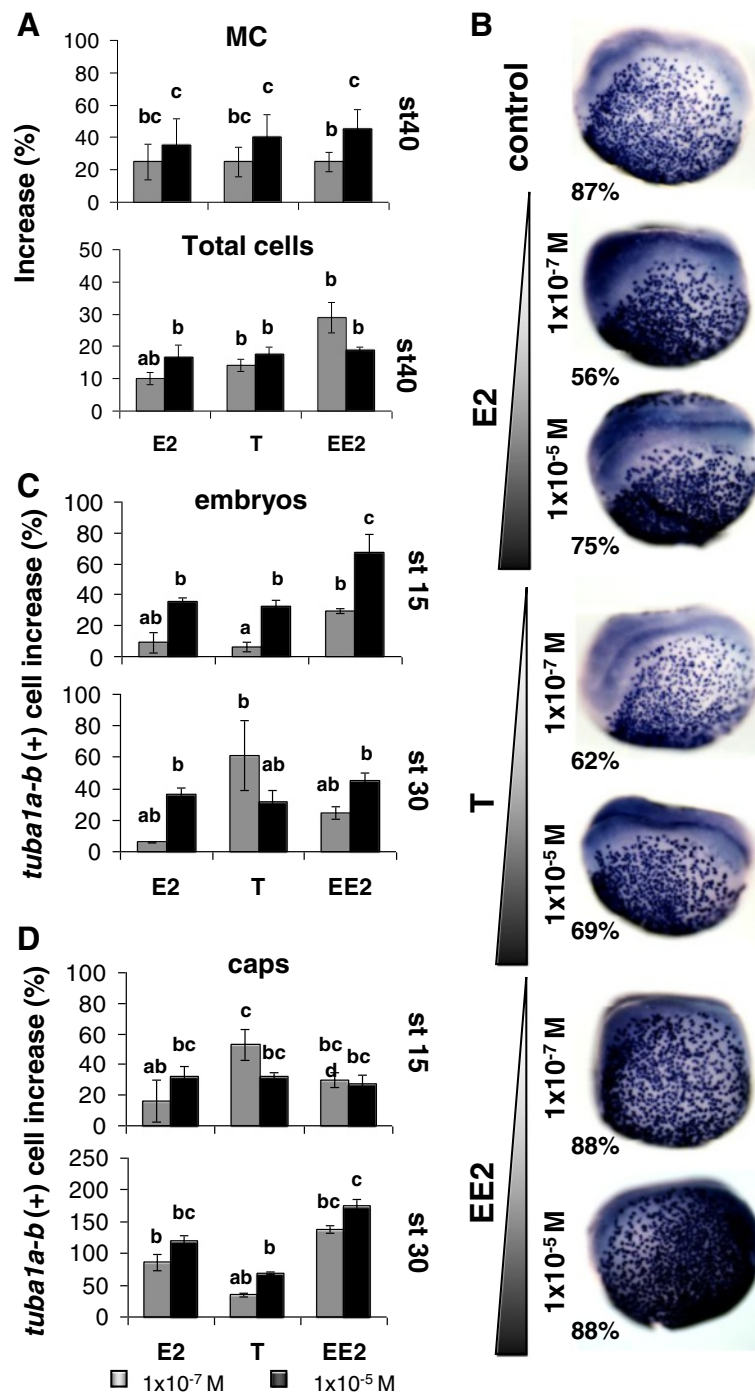 A
MC
Increase (%)
100
80
60
40
20
0
bc
c
bc
c
b
c
st40
Total cells
50
40
30
20
10
0
ab
b
b
b
b
b
st40
E2 T EE2
B
control
87%
E2
1x10⁻⁷ M
56%
1x10⁻⁵ M
75%
T
1x10⁻⁷ M
62%
1x10⁻⁵ M
69%
EE2
1x10⁻⁷ M
88%
1x10⁻⁵ M
88%
C
embryos
tuba1a-b (+) cell increase (%)
100
80
60
40
20
0
ab
b
a
b
b
c
st 15
100
80
60
40
20
0
ab
b
b
ab
ab
b
st 30
E2 T EE2
D
caps
tuba1a-b (+) cell increase (%)
100
80
60
40
20
0
ab
bc
c
bc
bc
d
bc
st 15
250
200
150
100
50
0
b
bc
ab
b
bc
c
st 30
E2 T EE2
1x10⁻⁷ M 1x10⁻⁵ M